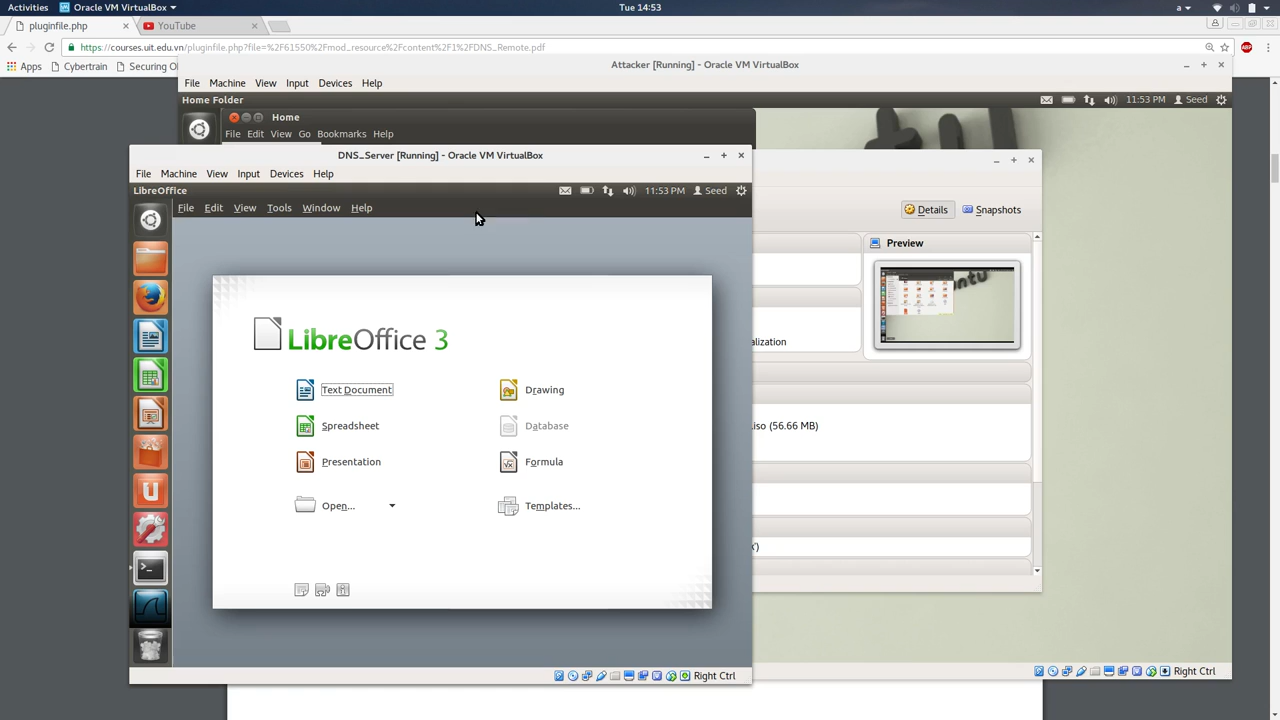 Activities Oracle VM VirtualBox Tue 14:53 a
pluginfile.php YouTube
https://courses.uit.edu.vn/pluginfile.php?file=%2F61550%2Fmod_resource%2Fcontent%2F1%2FDNS_Remote.pdf ABP
Apps Cybertrain Securing O
Attacker [Running] - Oracle VM VirtualBox
File Machine View Input Devices Help
Home Folder 11:53 PM Seed
Home
File Edit View Go Bookmarks Help
DNS_Server [Running] - Oracle VM VirtualBox
File Machine View Input Devices Help
LibreOffice 11:53 PM Seed
File Edit View Tools Window Help
Details Snapshots
Preview
LibreOffice 3
alization
Text Document Drawing
Spreadsheet Database
.iso (56.66 MB)
Presentation Formula
Open... Templates...
Right Ctrl
Right Ctrl